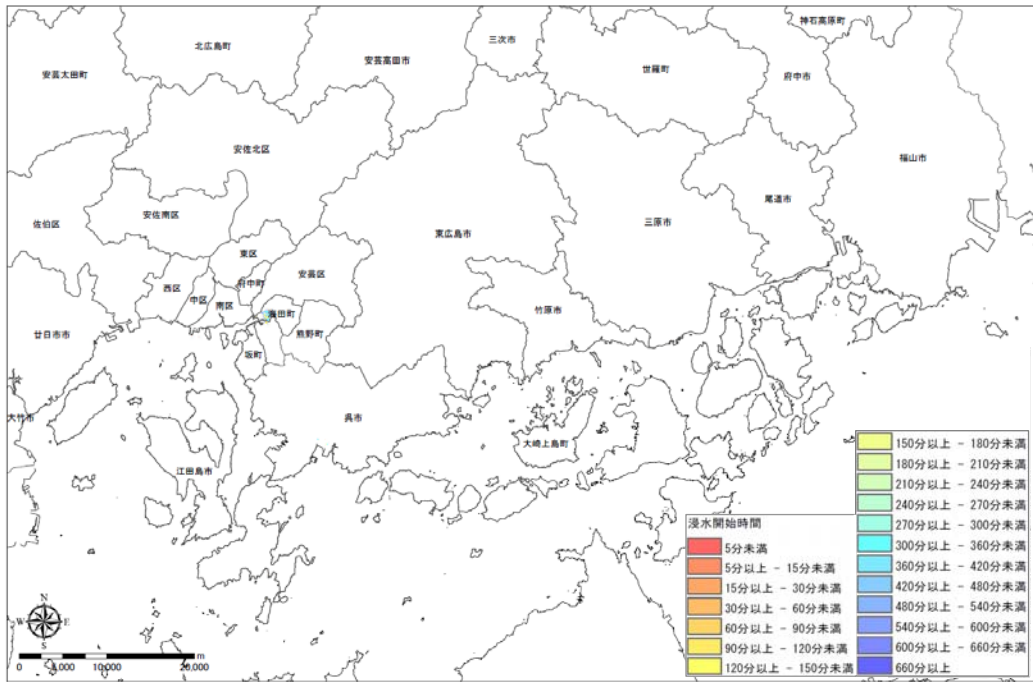 神石高原町
三次市
北広島町
安芸高田市
世羅町
安芸太田町
府中市
安佐北区
福山市
尾道市
安佐南区
佐伯区
三原市
東広島市
東区
安芸区
西区
府中町
中区
南区
竹原市
海田町
廿日市市
熊野町
坂町
大竹市
呉市
大崎上島町
江田島市
浸水開始時間
5分未満
5分以上 - 15分未満
15分以上 - 30分未満
30分以上 - 60分未満
60分以上 - 90分未満
90分以上 - 120分未満
120分以上 - 150分未満
150分以上 - 180分未満
180分以上 - 210分未満
210分以上 - 240分未満
240分以上 - 270分未満
270分以上 - 300分未満
300分以上 - 360分未満
360分以上 - 420分未満
420分以上 - 480分未満
480分以上 - 540分未満
540分以上 - 600分未満
600分以上 - 660分未満
660分以上
N
W
E
S
0
5,000
10,000
20,000
m